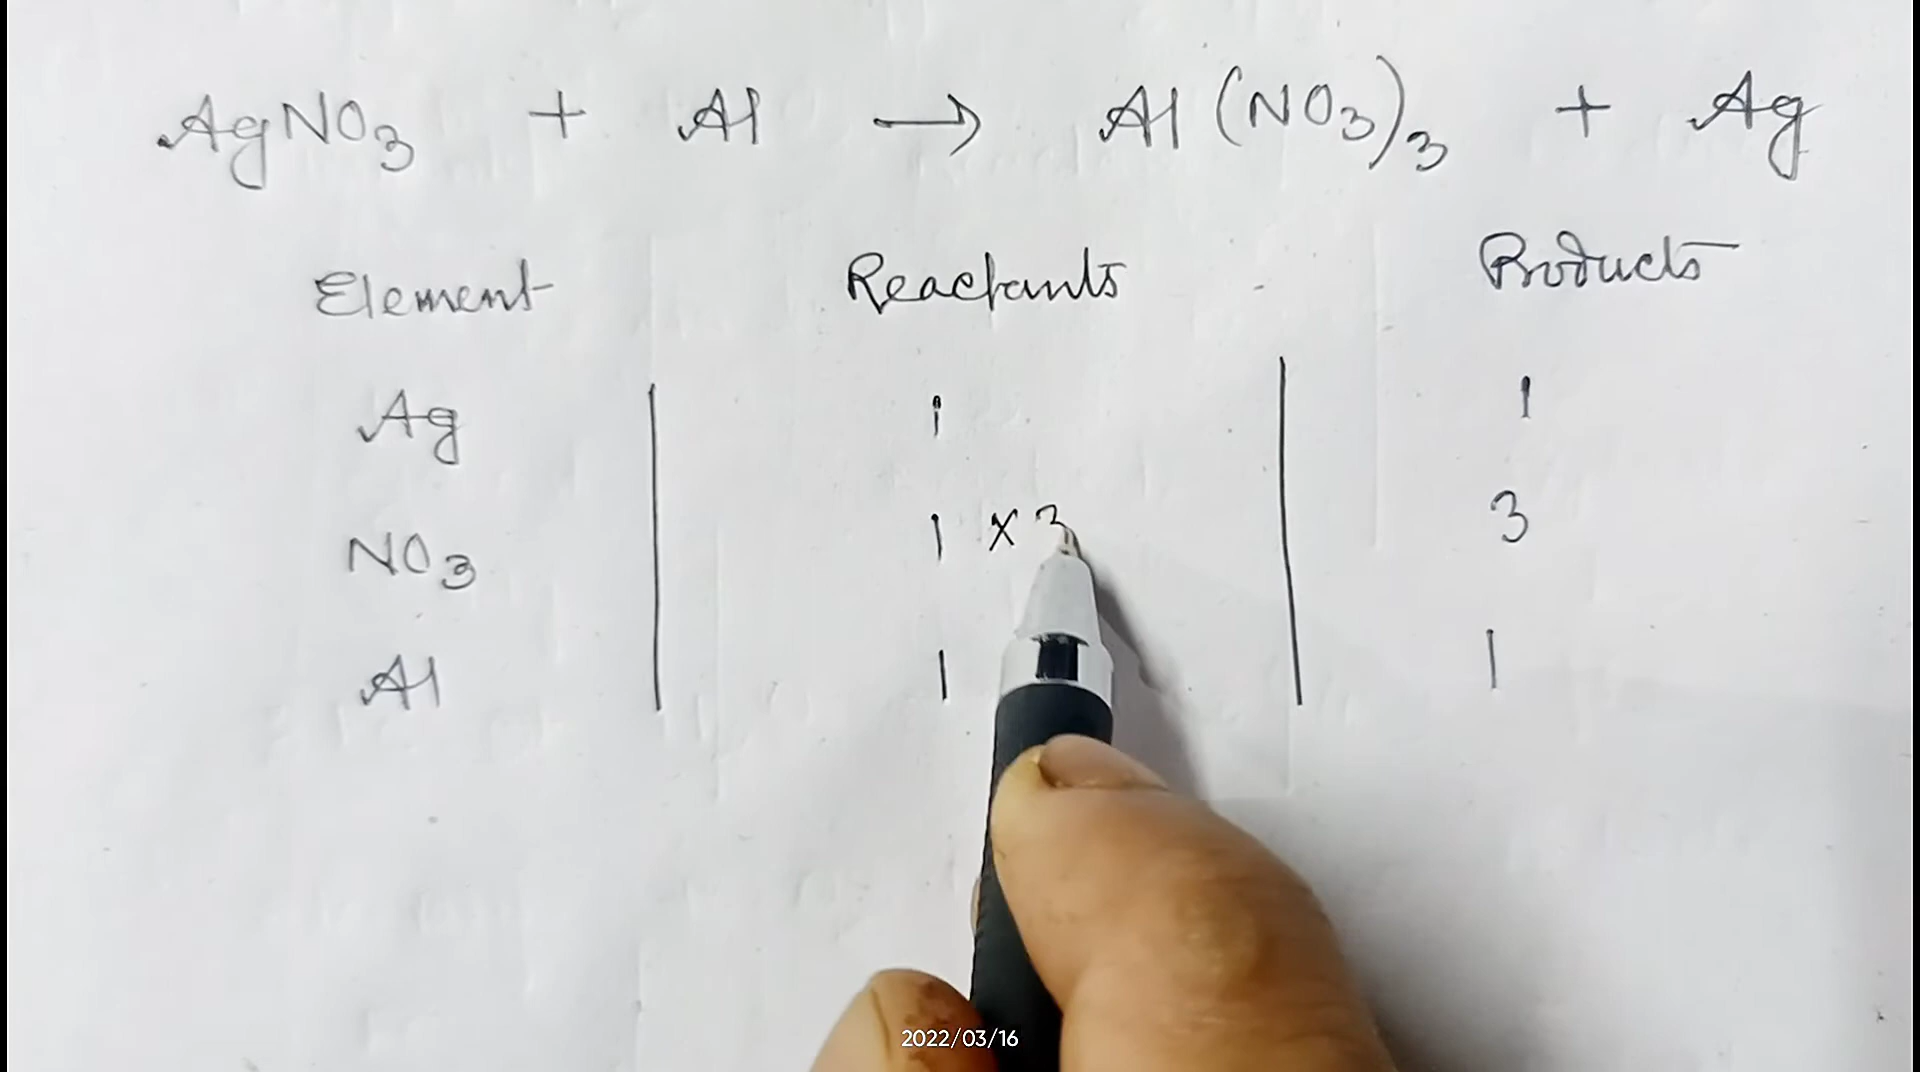 AgNO3 + Al → Al(NO3)3 + Ag
Element Reactants Products
Ag 1 1
NO3 1 × 3 3
Al 1 1
2022/03/16